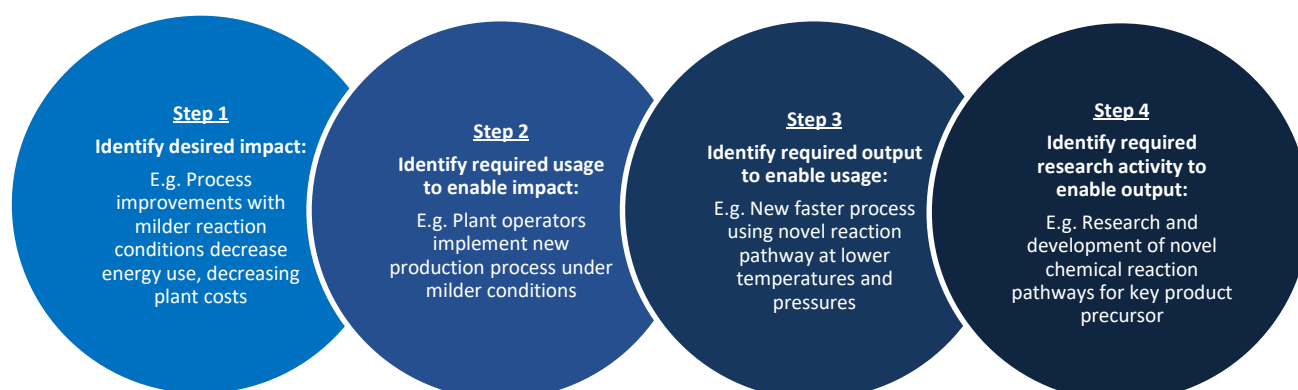 Step 1
Identify desired impact:
E.g. Process
improvements with
milder reaction
conditions decrease
energy use, decreasing
plant costs
Step 2
Identify required usage
to enable impact:
E.g. Plant operators
implement new
production process under
milder conditions
Step 3
Identify required output
to enable usage:
E.g. New faster process
using novel reaction
pathway at lower
temperatures and
pressures
Step 4
Identify required
research activity to
enable output:
E.g. Research and
development of novel
chemical reaction
pathways for key product
precursor